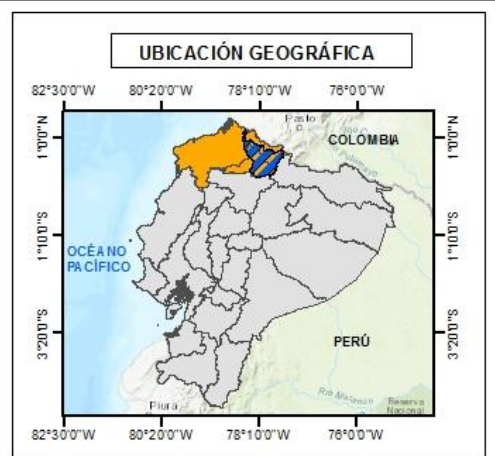 UBICACIÓN GEOGRÁFICA
82°30'0"W 80°20'0"W 78°10'0"W 76°0'0"W
Pasto
1°0'0"N 1°0'0"N
COLOMBIA
1°10'0"S 1°10'0"S
OCÉANO
PACÍFICO
3°20'0"S 3°20'0"S
PERÚ
Piura
Reserva
Nacional
82°30'0"W 80°20'0"W 78°10'0"W 76°0'0"W